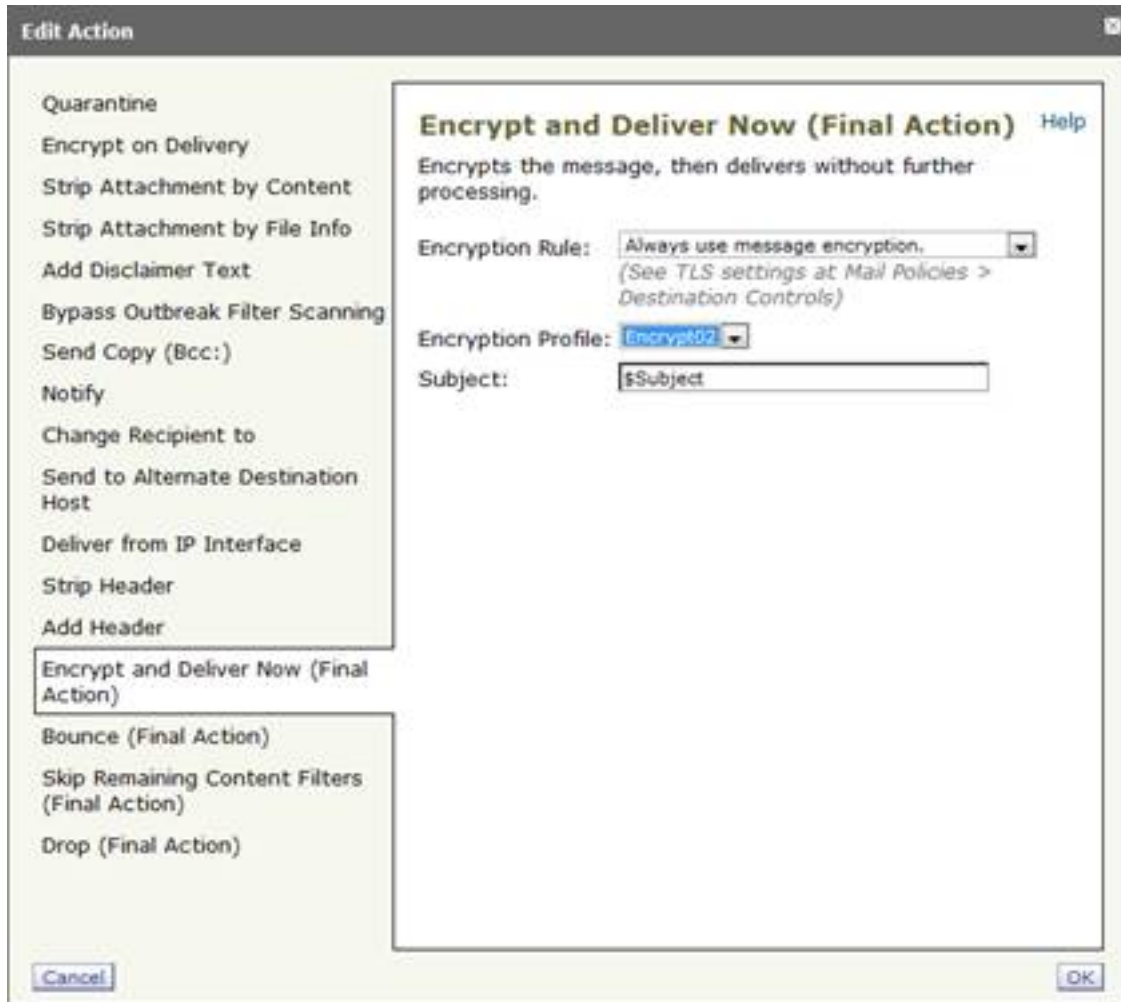 Edit Action
Quarantine
Encrypt on Delivery
Strip Attachment by Content
Strip Attachment by File Info
Add Disclaimer Text
Bypass Outbreak Filter Scanning
Send Copy (Bcc:)
Notify
Change Recipient to
Send to Alternate Destination
Host
Deliver from IP Interface
Strip Header
Add Header
Encrypt and Deliver Now (Final
Action)
Bounce (Final Action)
Skip Remaining Content Filters
(Final Action)
Drop (Final Action)
Encrypt and Deliver Now (Final Action) Help
Encrypts the message, then delivers without further
processing.
Encryption Rule: Always use message encryption.
(See TLS settings at Mail Policies >
Destination Controls)
Encryption Profile: Encrypt02
Subject: $Subject
Cancel OK